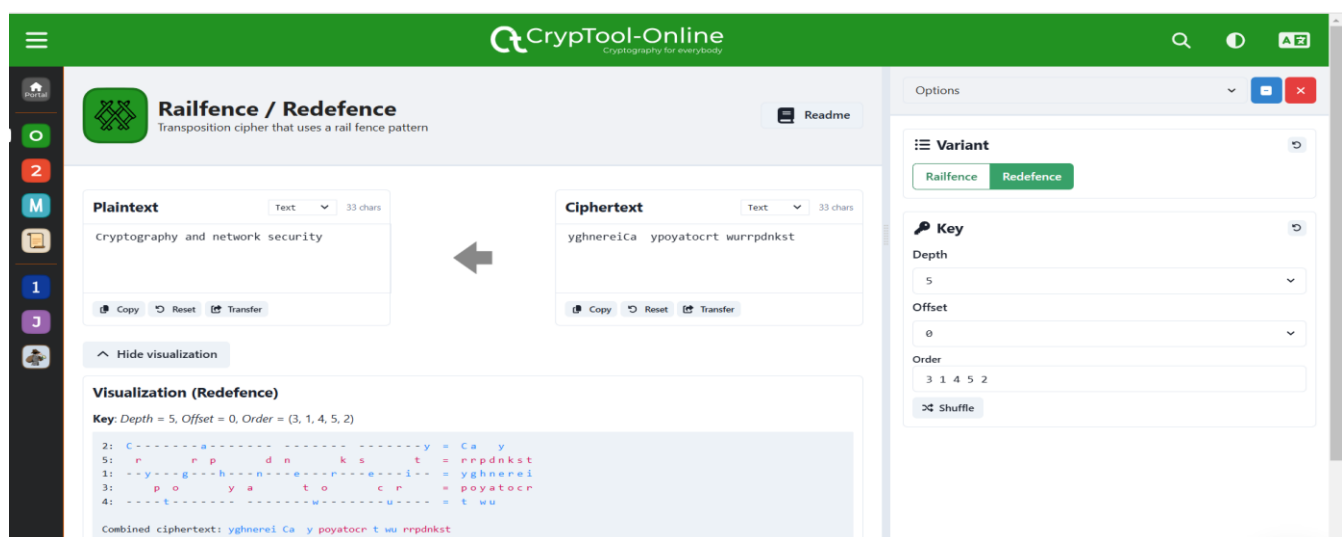 CrypTool-Online
Cryptography for everybody
Portal
O
2
M
1
J
Railfence / Redefence
Transposition cipher that uses a rail fence pattern
Readme
Plaintext Text 33 chars
Cryptography and network security
Copy Reset Transfer
Ciphertext Text 33 chars
yghnereiCa  ypoyatocrt wurrpdnkst
Copy Reset Transfer
Hide visualization
Visualization (Redefence)
Key: Depth = 5, Offset = 0, Order = (3, 1, 4, 5, 2)
2: C-------a------- ------- -------y = Ca  y
5:  r     r p     d n     k s     t  = rrpdnkst
1: --y---g---h---n---e---r---e---i-- = yghnerei
3:    p o     y a     t o     c r    = poyatocr
4: ----t------- -------w-------u---- = t wu
Combined ciphertext: yghnerei Ca  y poyatocr t wu rrpdnkst
Options
Variant
Railfence Redefence
Key
Depth
5
Offset
0
Order
3 1 4 5 2
Shuffle